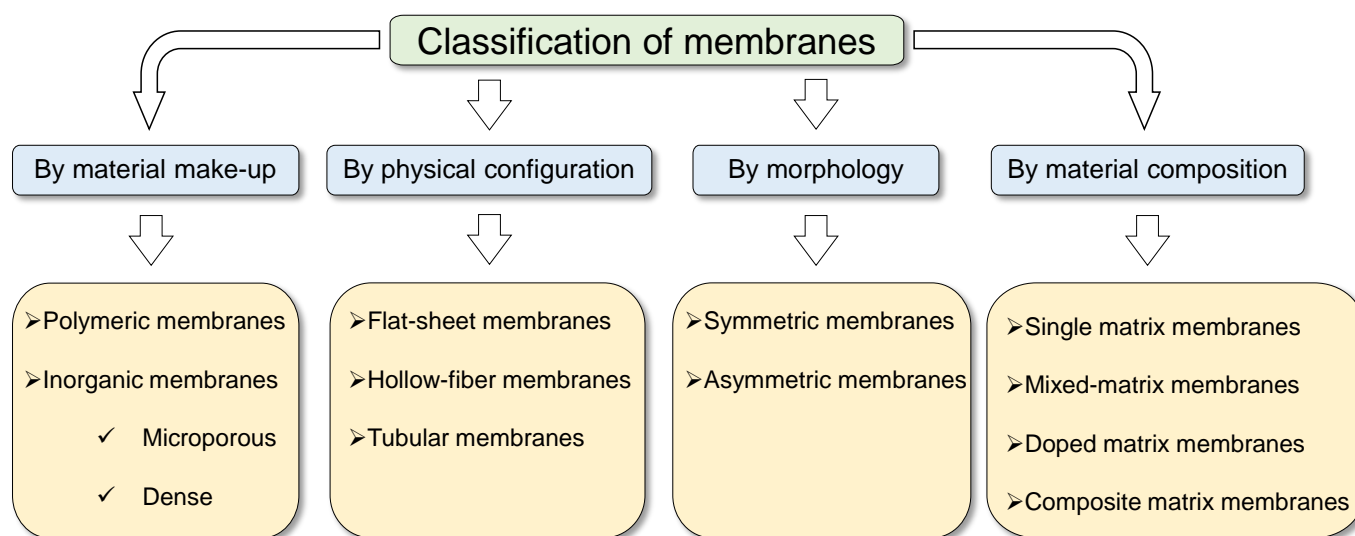 Classification of membranes
By material make-up
By physical configuration
By morphology
By material composition
➢Polymeric membranes
➢Inorganic membranes
✓ Microporous
✓ Dense
➢Flat-sheet membranes
➢Hollow-fiber membranes
➢Tubular membranes
➢Symmetric membranes
➢Asymmetric membranes
➢Single matrix membranes
➢Mixed-matrix membranes
➢Doped matrix membranes
➢Composite matrix membranes